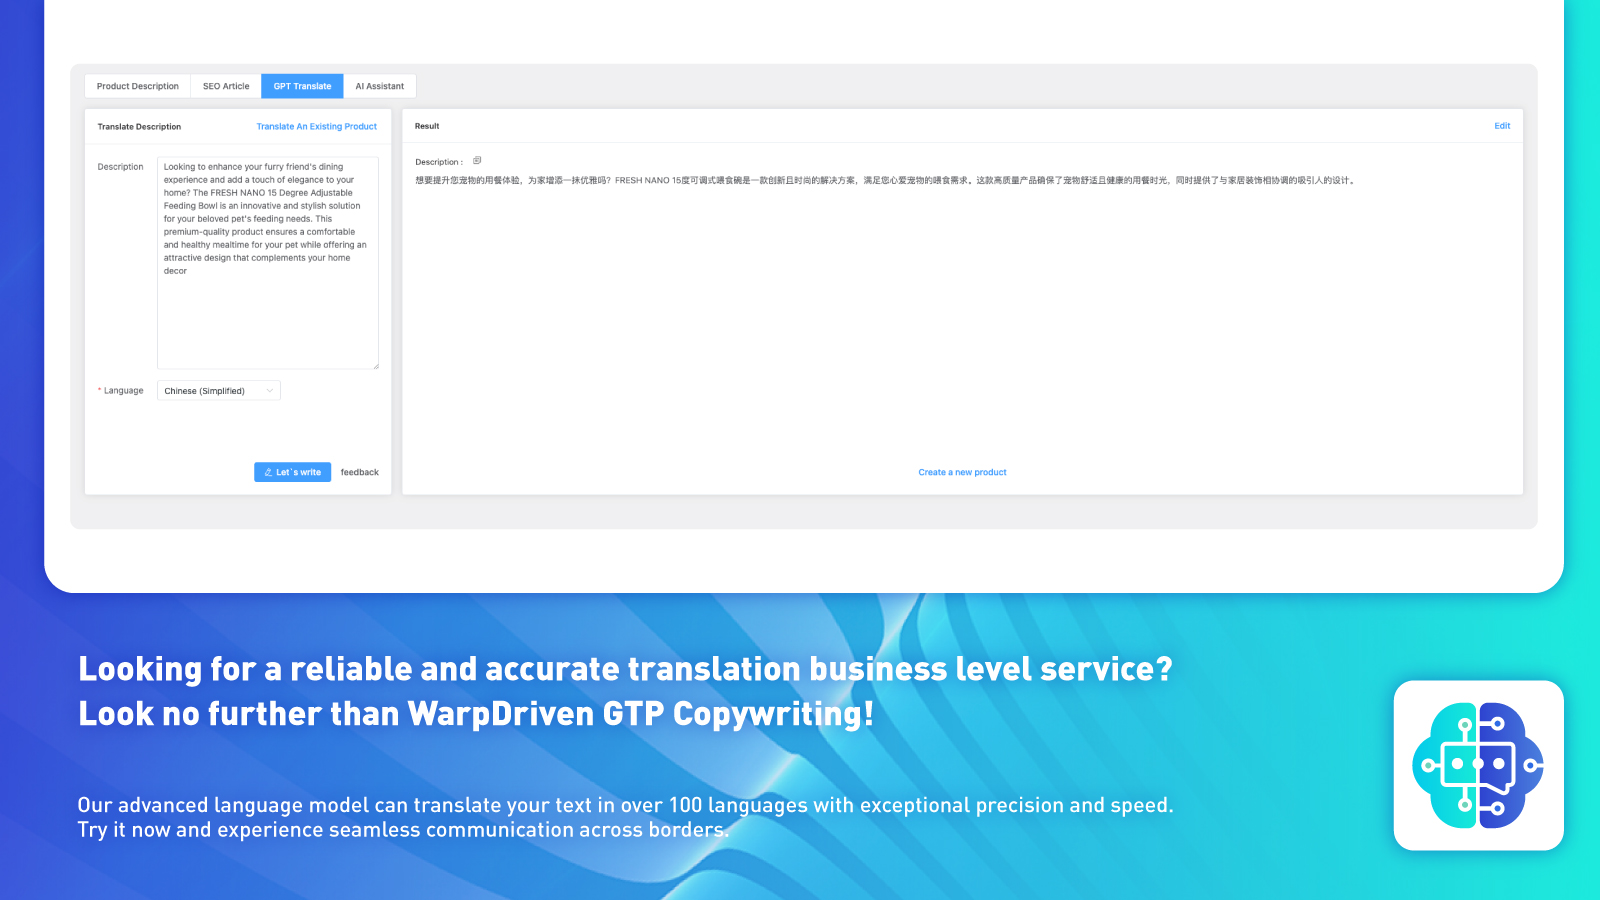 Product Description
SEO Article
GPT Translate
AI Assistant
Translate Description
Translate An Existing Product
Description
Looking to enhance your furry friend's dining
experience and add a touch of elegance to your
home? The FRESH NANO 15 Degree Adjustable
Feeding Bowl is an innovative and stylish solution
for your beloved pet's feeding needs. This
premium-quality product ensures a comfortable
and healthy mealtime for your pet while offering an
attractive design that complements your home
decor
* Language
Chinese (Simplified)
Let`s write
feedback
Result
Edit
Description :
想要提升您宠物的用餐体验，为家增添一抹优雅吗？FRESH NANO 15度可调式喂食碗是一款创新且时尚的解决方案，满足您心爱宠物的喂食需求。这款高质量产品确保了宠物舒适且健康的用餐时光，同时提供了与家居装饰相协调的吸引人的设计。
Create a new product
Looking for a reliable and accurate translation business level service?
Look no further than WarpDriven GTP Copywriting!
Our advanced language model can translate your text in over 100 languages with exceptional precision and speed.
Try it now and experience seamless communication across borders.